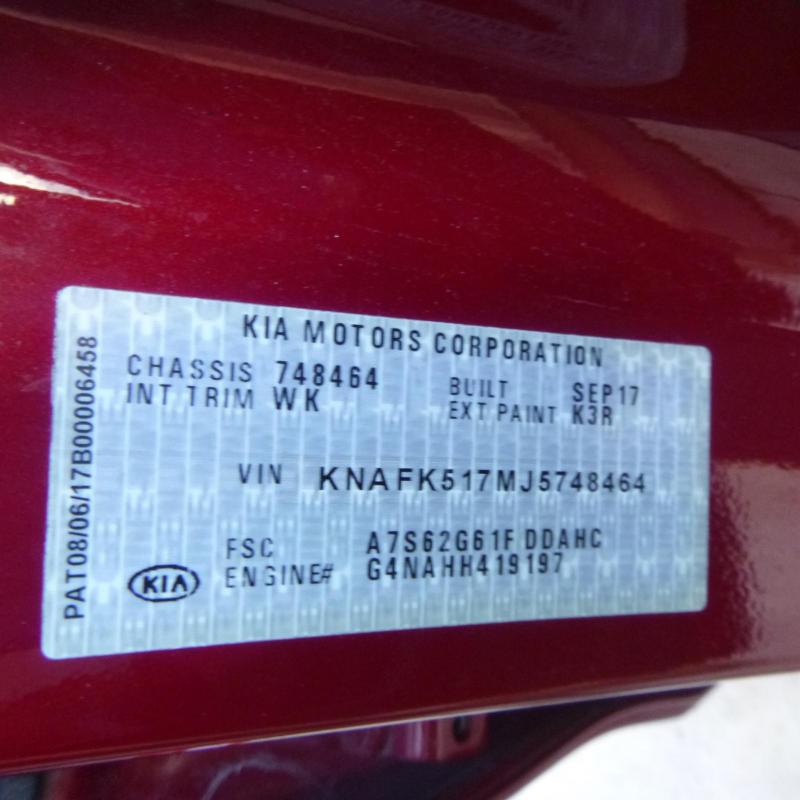 KIA MOTORS CORPORATION
CHASSIS 748464 BUILT SEP17
INT TRIM WK EXT PAINT K3R
VIN KNAFK517MJ5748464
FSC A7S62G61F DDAHC
ENGINE# G4NAHH419197
KIA
PAT08/06/17B00006458